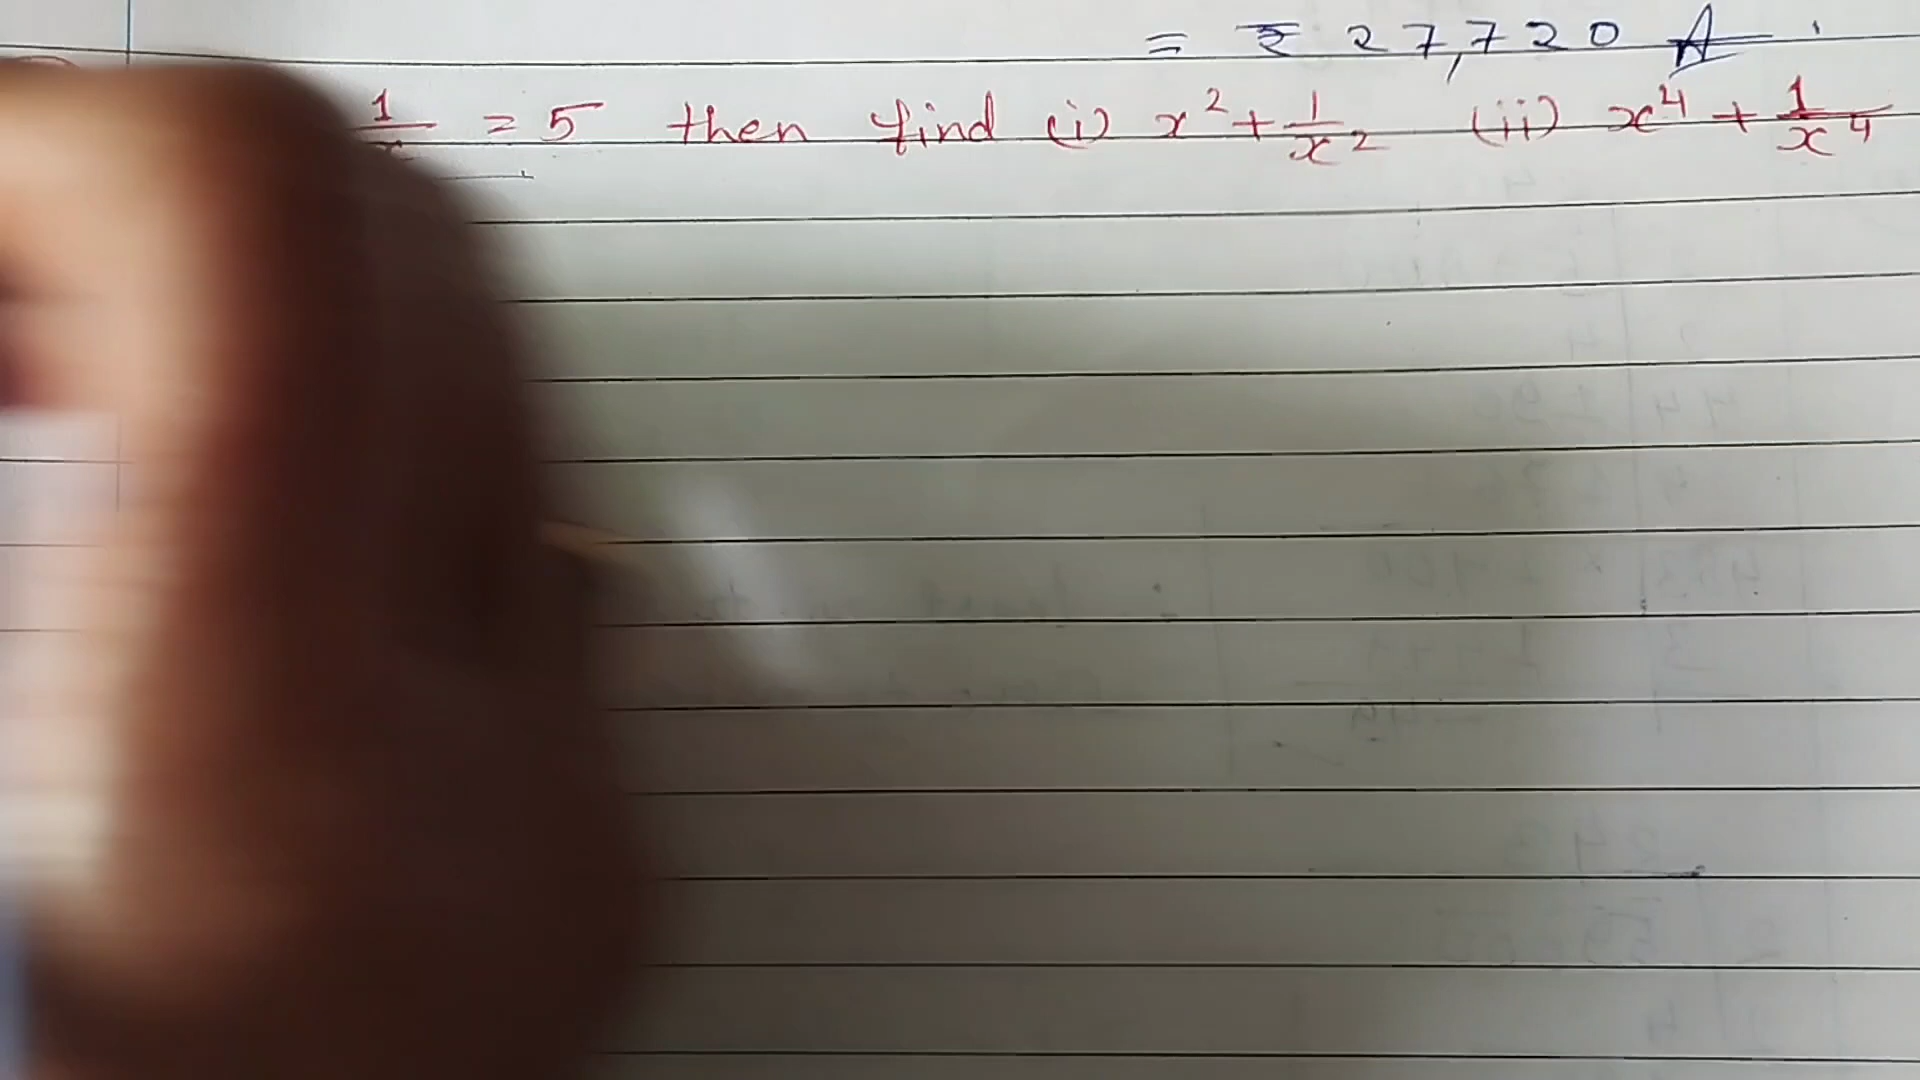 = ₹ 27,720 A
1/x = 5 then find (i) x² + 1/x² (ii) x⁴ + 1/x⁴